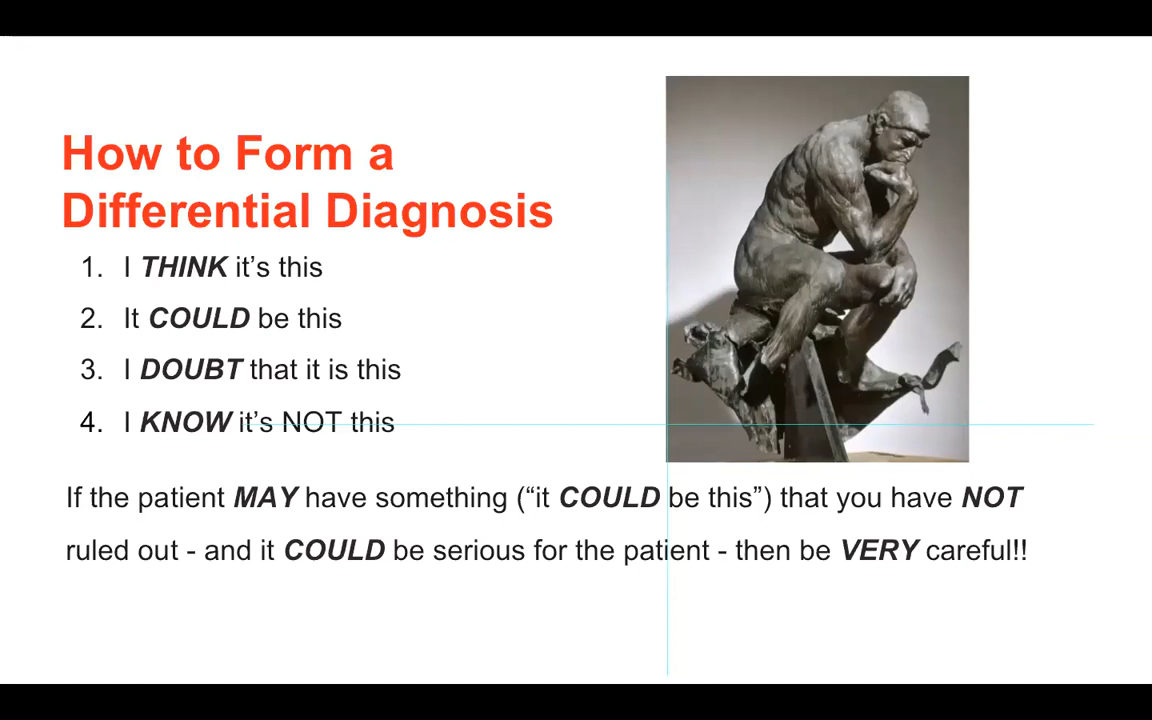 How to Form a
Differential Diagnosis
1. I THINK it's this
2. It COULD be this
3. I DOUBT that it is this
4. I KNOW it's NOT this
If the patient MAY have something (“it COULD be this”) that you have NOT
ruled out - and it COULD be serious for the patient - then be VERY careful!!